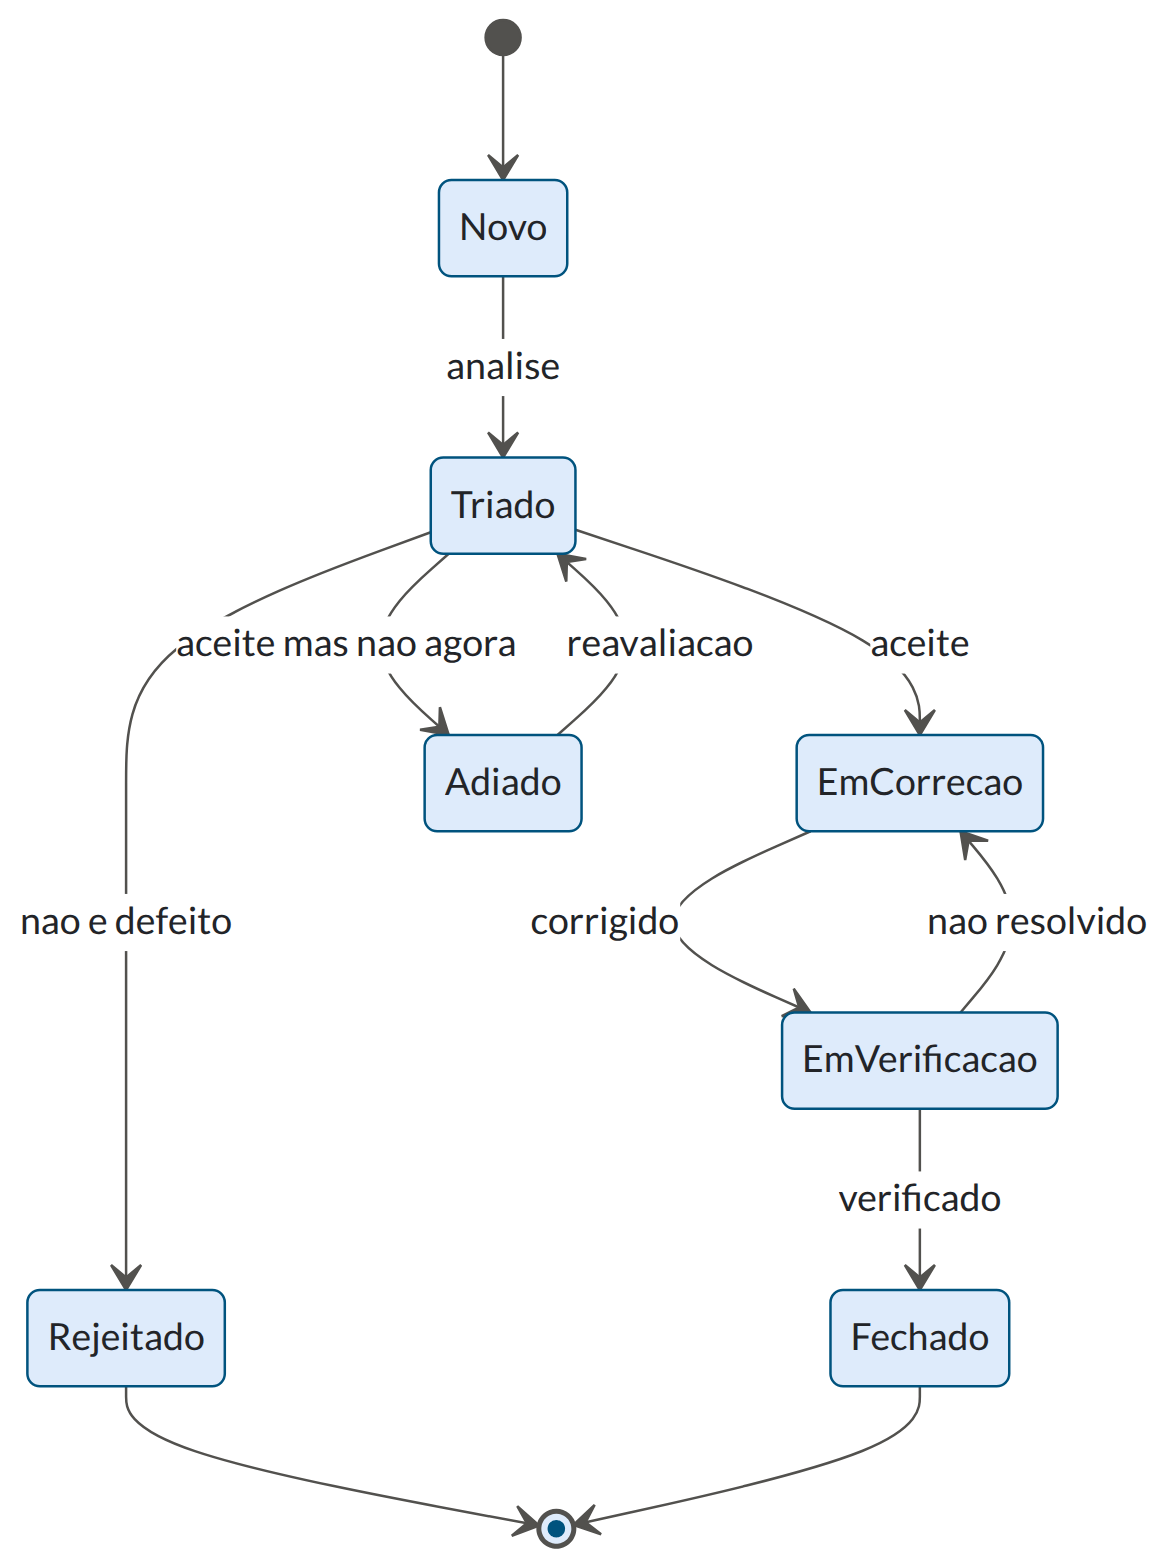 Novo
analise
Triado
aceite mas nao agora
reavaliacao
aceite
Adiado
EmCorrecao
nao e defeito
corrigido
nao resolvido
EmVerificacao
verificado
Rejeitado
Fechado